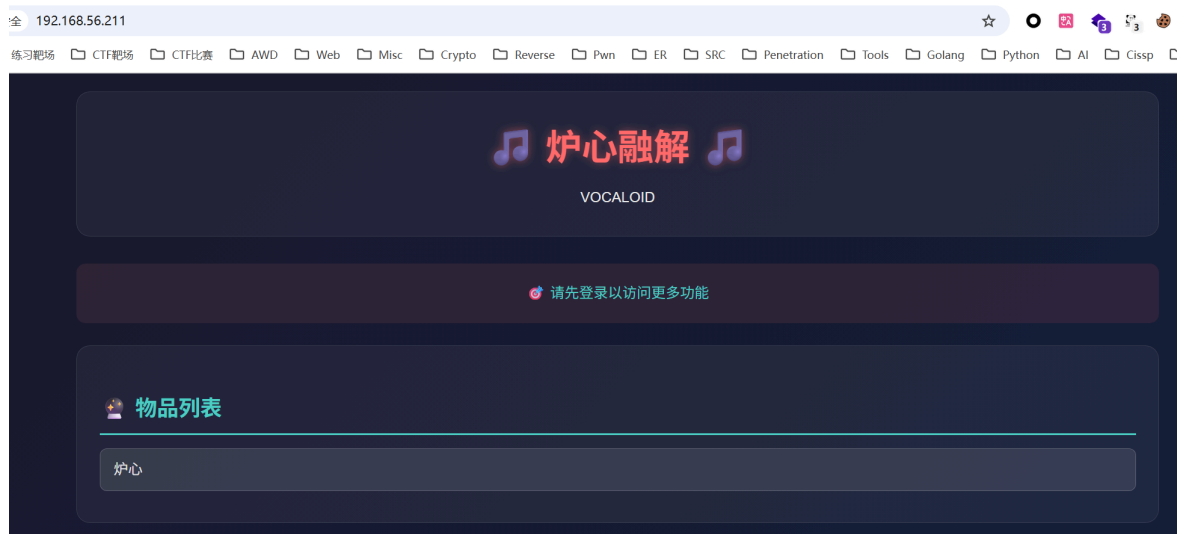 全 192.168.56.211
练习靶场 CTF靶场 CTF比赛 AWD Web Misc Crypto Reverse Pwn ER SRC Penetration Tools Golang Python AI Cissp
炉心融解
VOCALOID
请先登录以访问更多功能
物品列表
炉心